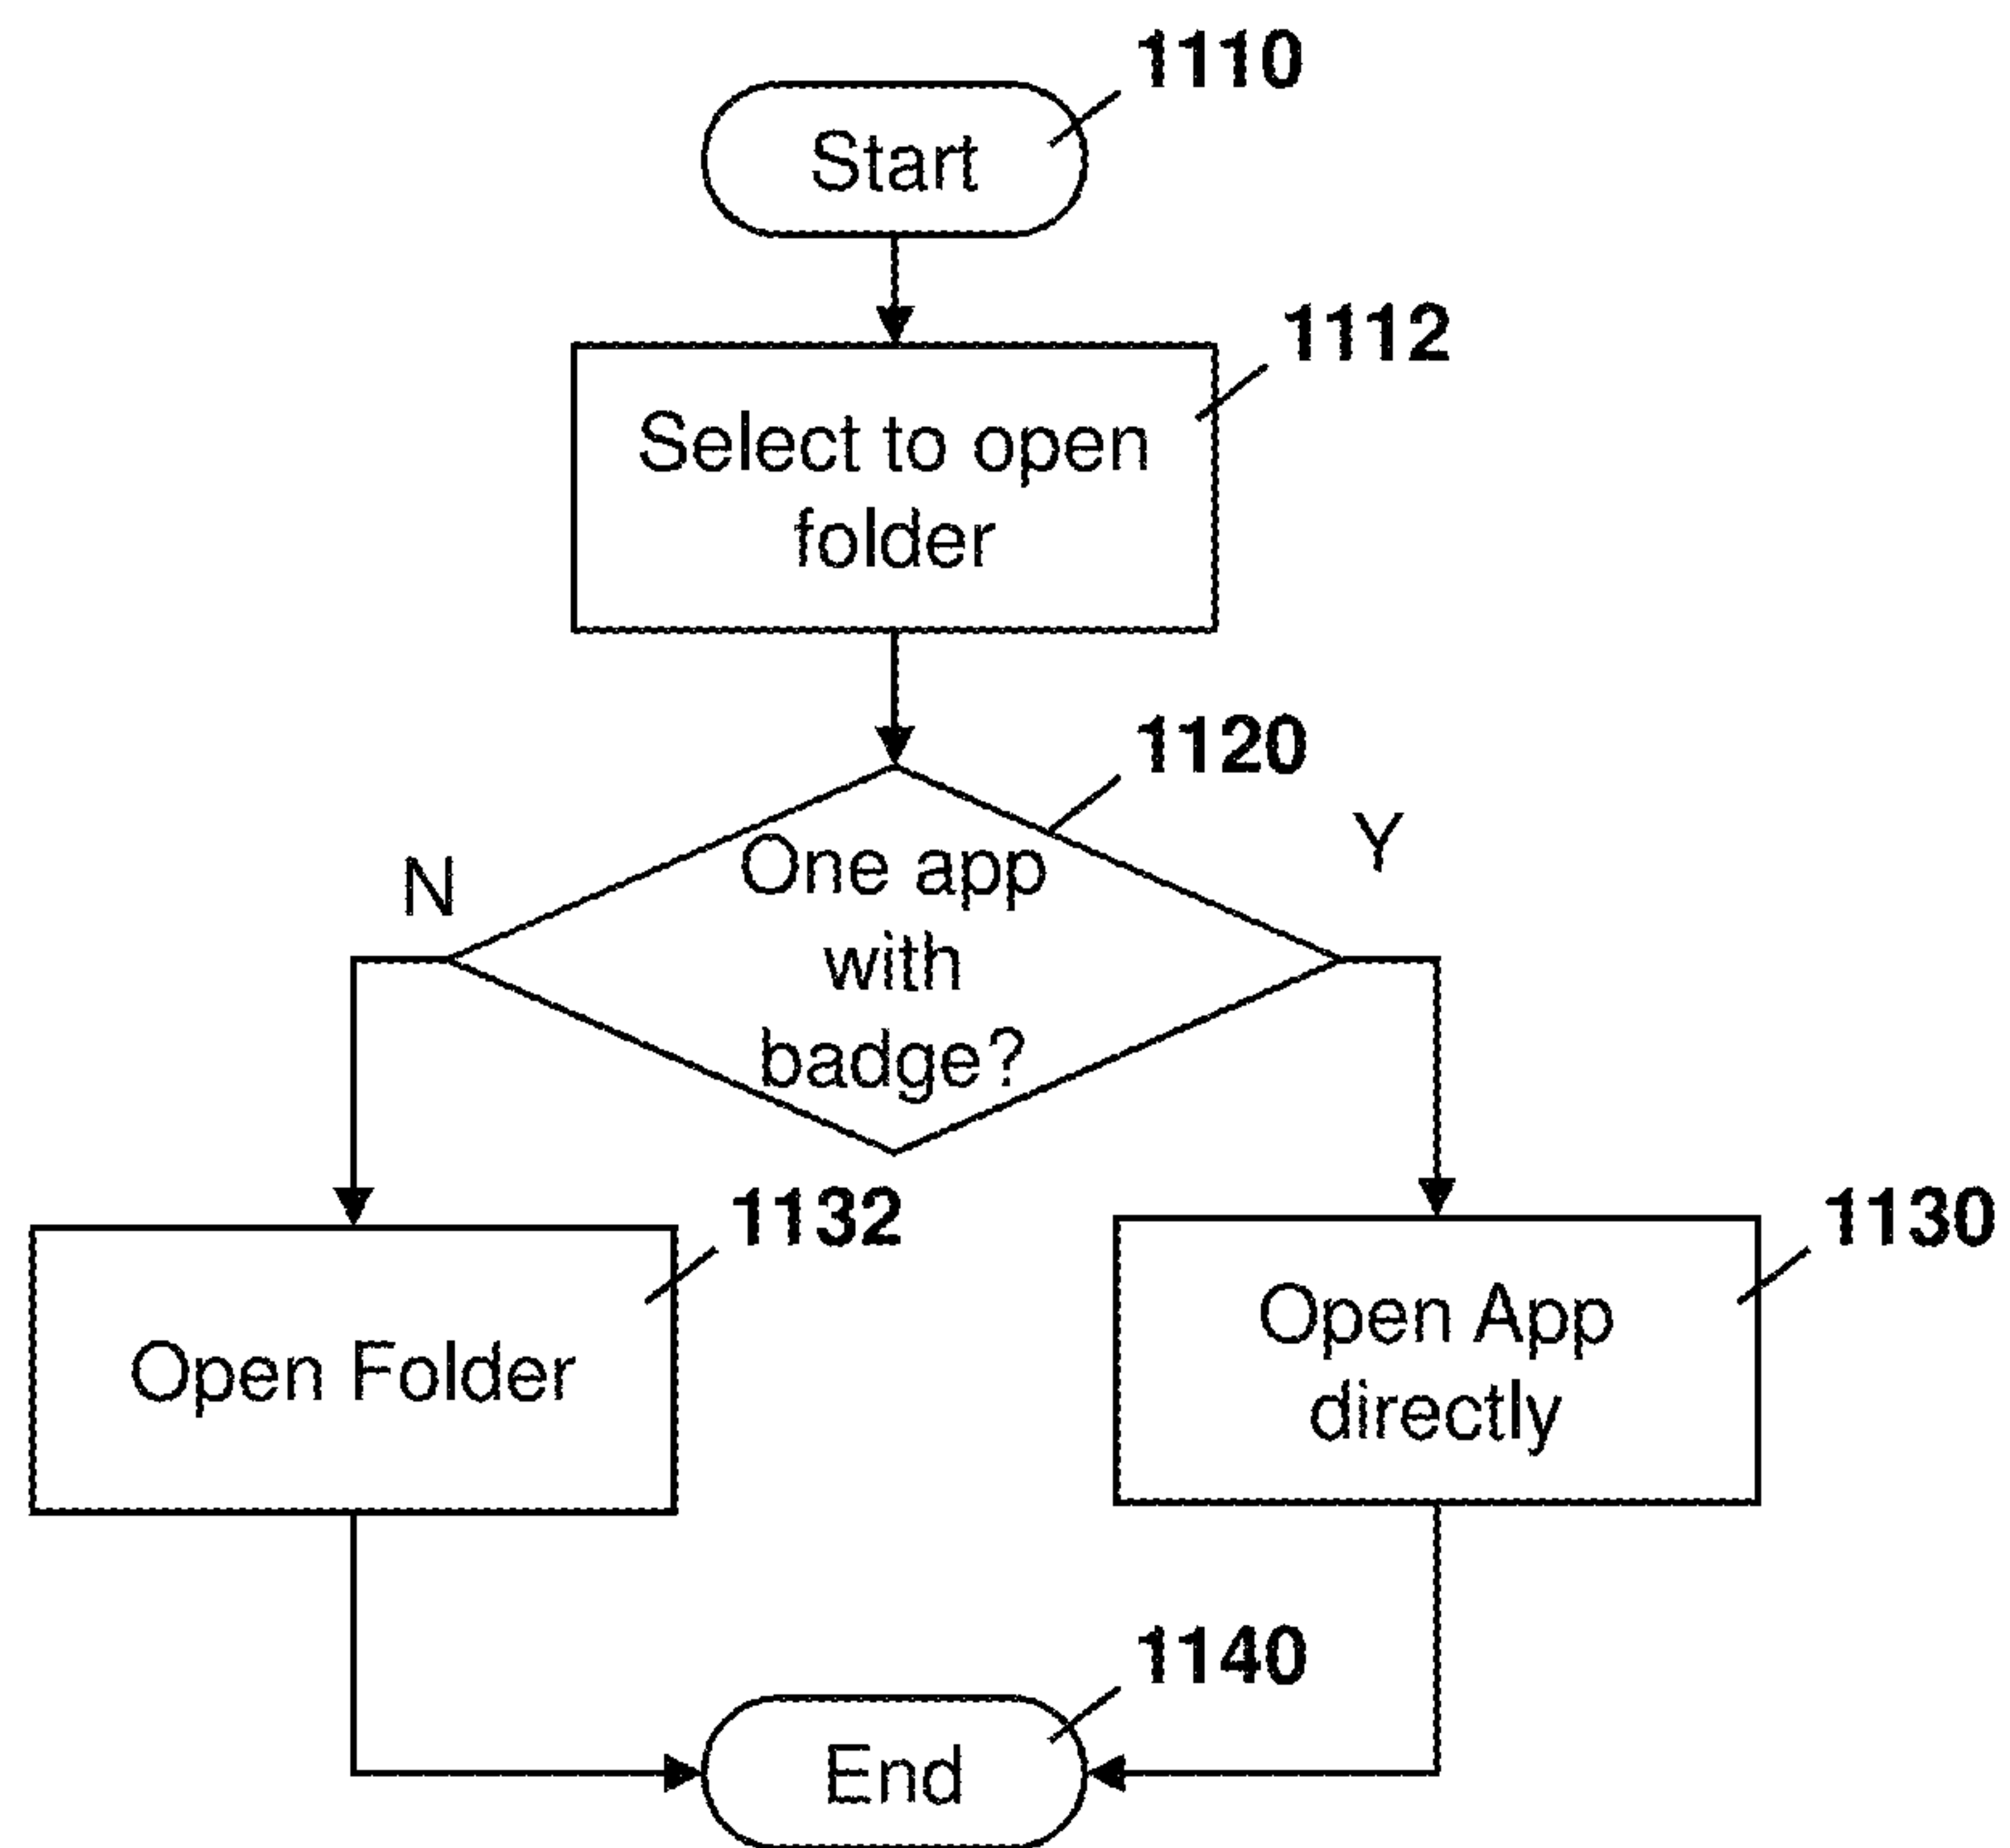 1110
Start
1112
Select to open
folder
1120
N
Y
One app
with
badge?
1132
1130
Open Folder
Open App
directly
1140
End